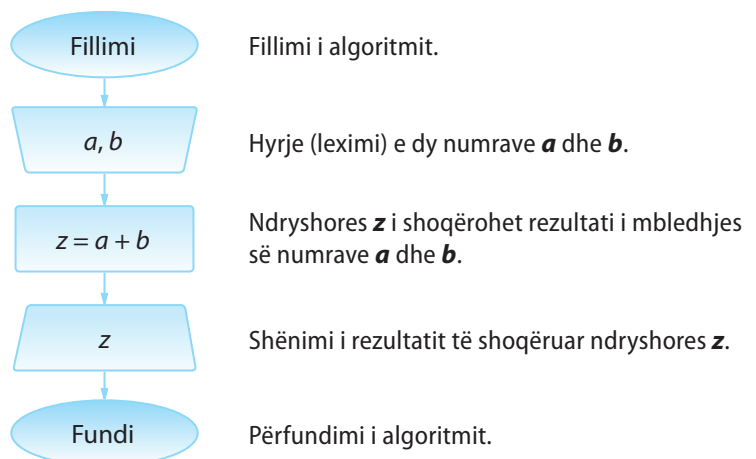 Fillimi
Fillimi i algoritmit.
a, b
Hyrje (leximi) e dy numrave a dhe b.
z = a + b
Ndryshores z i shoqërohet rezultati i mbledhjes
së numrave a dhe b.
z
Shënimi i rezultatit të shoqëruar ndryshores z.
Fundi
Përfundimi i algoritmit.